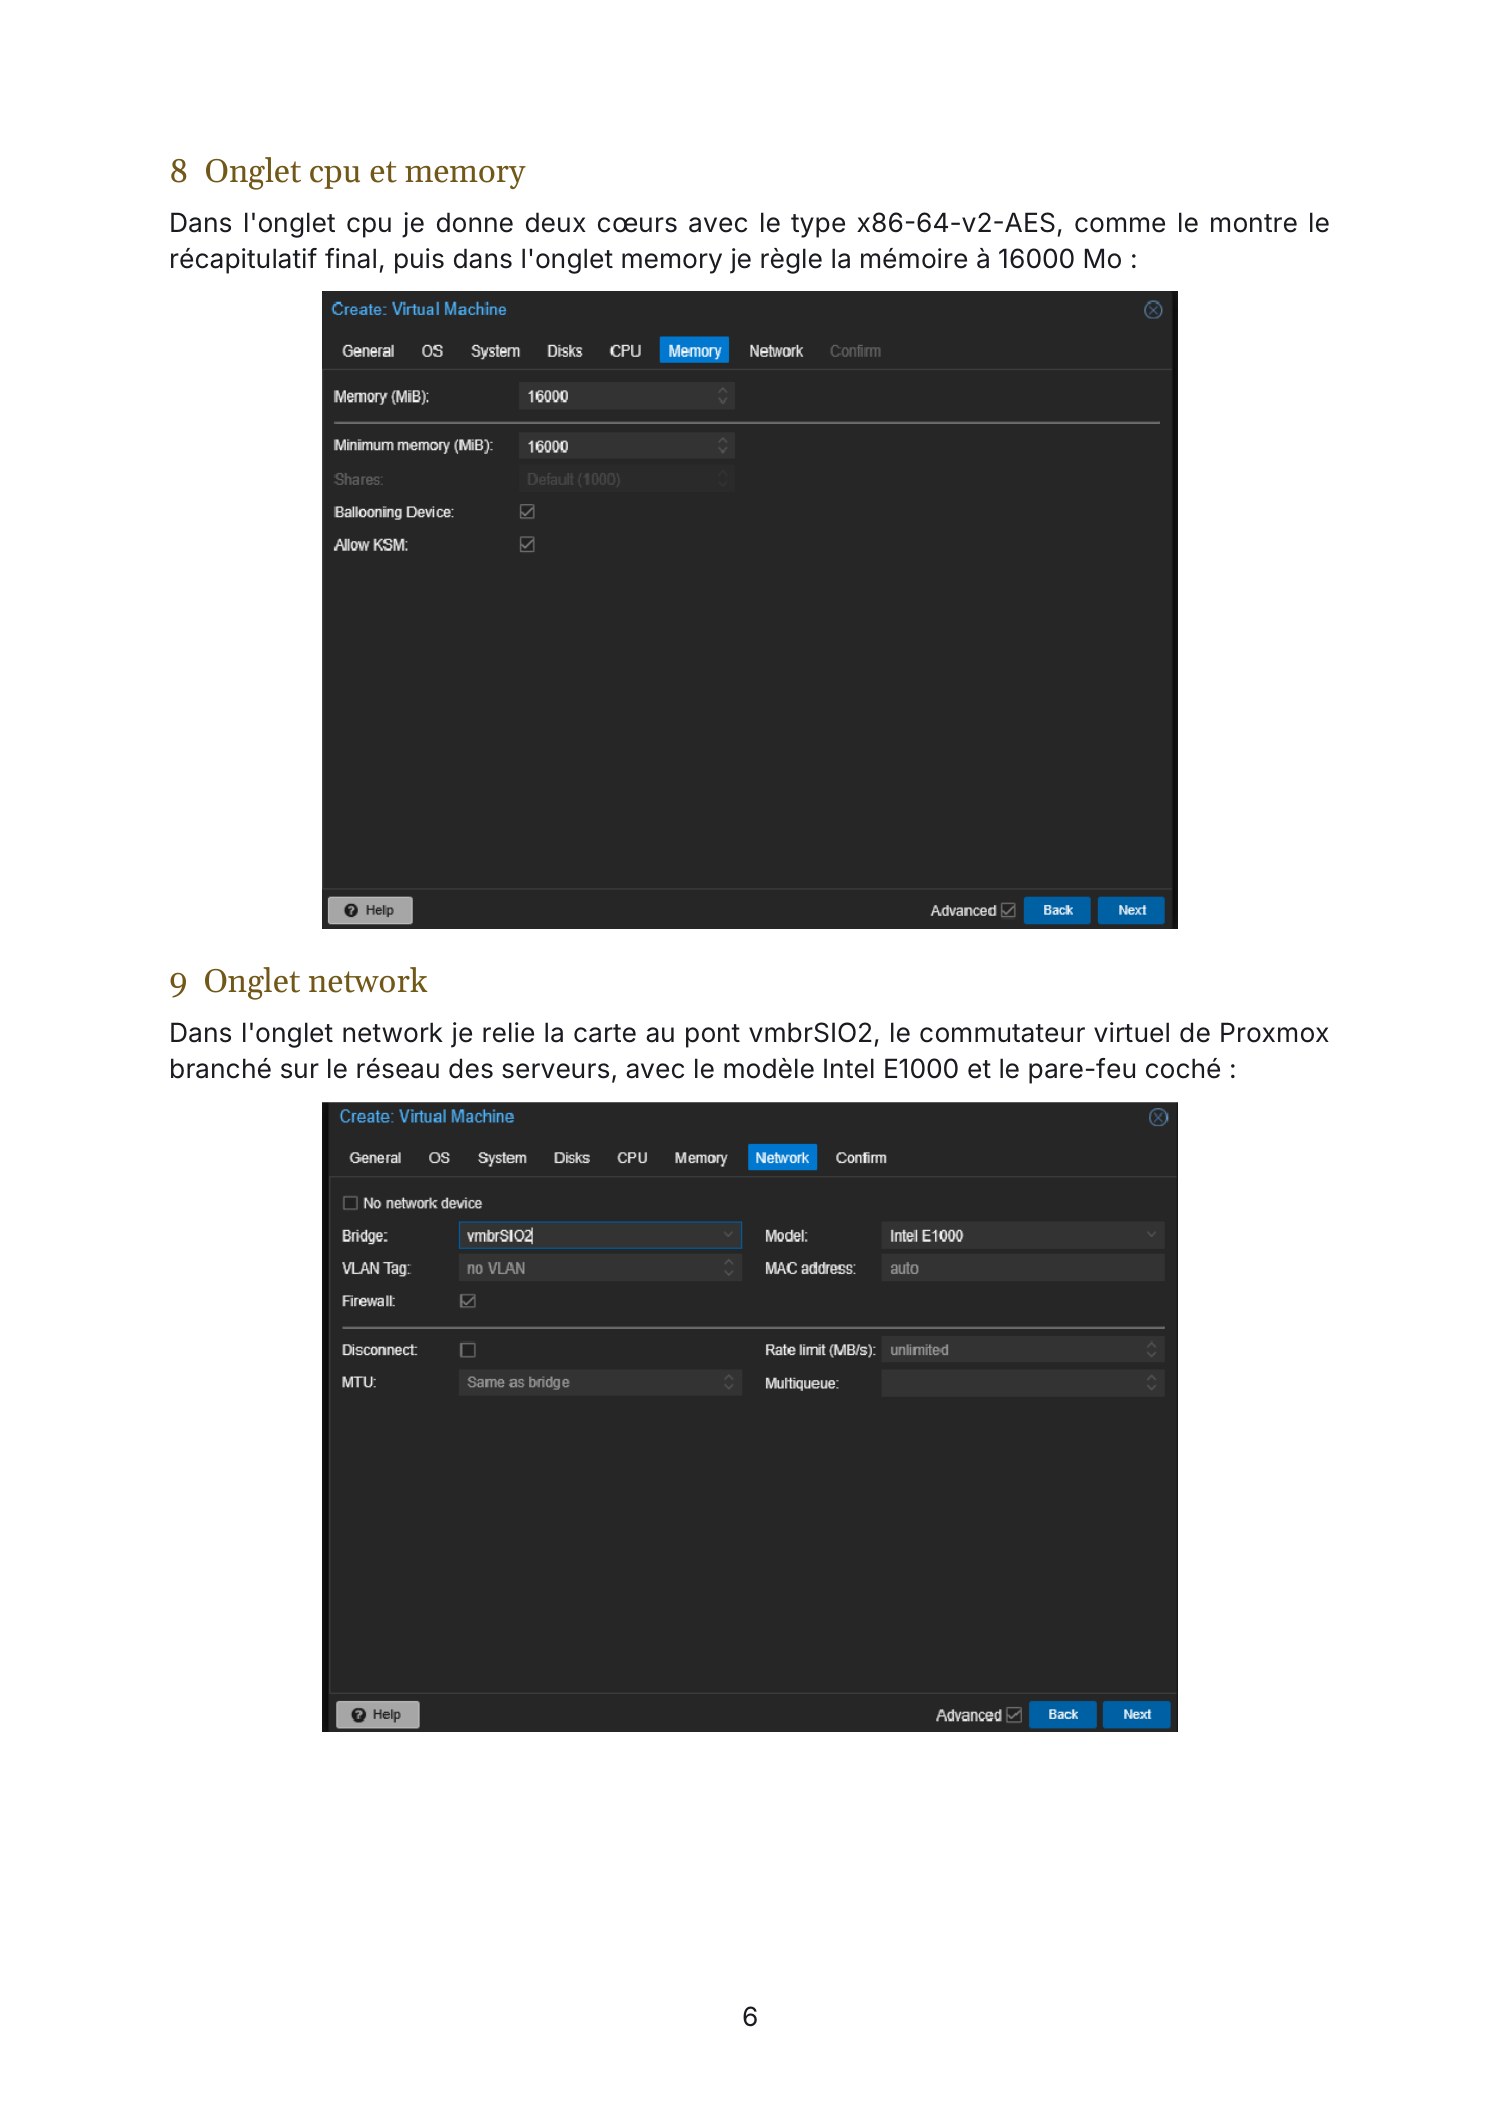 8 Onglet cpu et memory
Dans l'onglet cpu je donne deux cœurs avec le type x86-64-v2-AES, comme le montre le
récapitulatif final, puis dans l'onglet memory je règle la mémoire à 16000 Mo :
Create: Virtual Machine
General OS System Disks CPU Memory Network Confirm
Memory (MiB): 16000
Minimum memory (MiB): 16000
Shares: Default (1000)
Ballooning Device:
Allow KSM:
Help Advanced Back Next
9 Onglet network
Dans l'onglet network je relie la carte au pont vmbrSIO2, le commutateur virtuel de Proxmox
branché sur le réseau des serveurs, avec le modèle Intel E1000 et le pare-feu coché :
Create: Virtual Machine
General OS System Disks CPU Memory Network Confirm
No network device
Bridge: vmbrSIO2 Model: Intel E1000
VLAN Tag: no VLAN MAC address: auto
Firewall:
Disconnect: Rate limit (MB/s): unlimited
MTU: Same as bridge Multiqueue:
Help Advanced Back Next
6